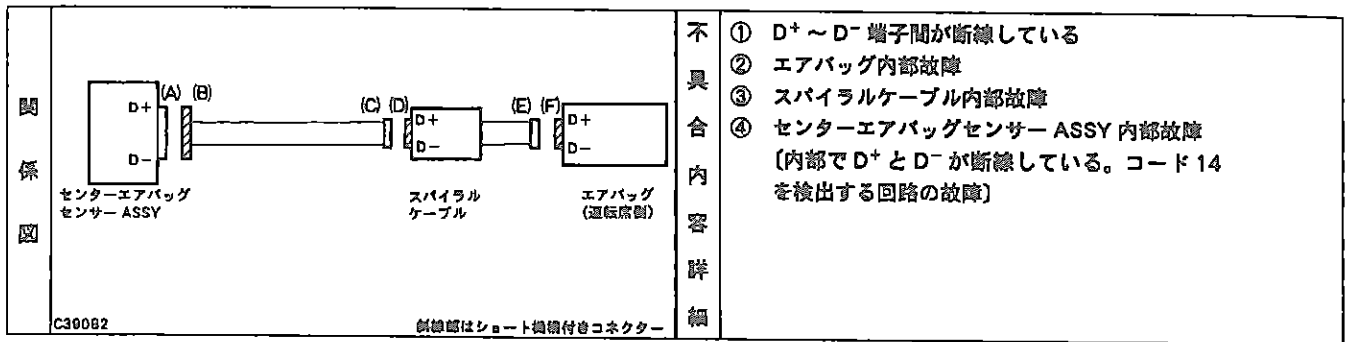 関係図
(A) (B)
(C) (D)
(E) (F)
D+
D-
D+
D-
D+
D-
センターエアバッグ
センサー ASSY
スパイラル
ケーブル
エアバッグ
(運転席側)
C39082
斜線部はショート機構付きコネクター
不具合内容詳細
① D+ ～ D- 端子間が断線している
② エアバッグ内部故障
③ スパイラルケーブル内部故障
④ センターエアバッグセンサー ASSY 内部故障
〔内部で D+ と D- が断線している。コード 14
を検出する回路の故障〕